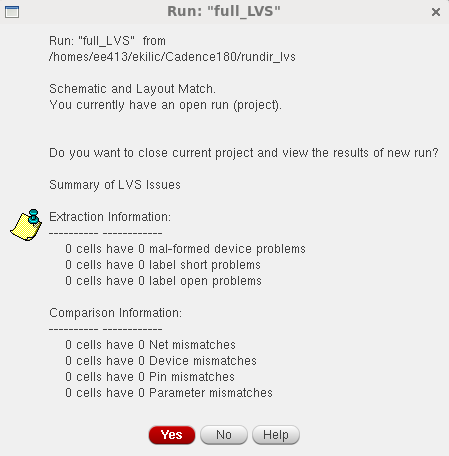 Run: "full_LVS"
Run: "full_LVS" from
/homes/ee413/ekilic/Cadence180/rundir_lvs
Schematic and Layout Match.
You currently have an open run (project).
Do you want to close current project and view the results of new run?
Summary of LVS Issues
Extraction Information:
---------- ------------
0 cells have 0 mal-formed device problems
0 cells have 0 label short problems
0 cells have 0 label open problems
Comparison Information:
---------- ------------
0 cells have 0 Net mismatches
0 cells have 0 Device mismatches
0 cells have 0 Pin mismatches
0 cells have 0 Parameter mismatches
Yes No Help